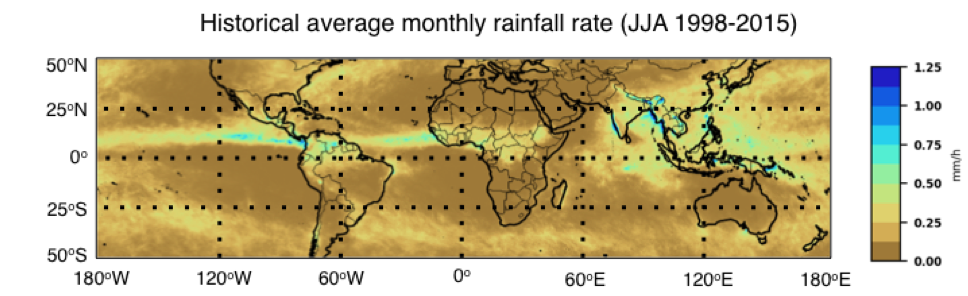 Historical average monthly rainfall rate (JJA 1998-2015)
50°N
25°N
0°
25°S
50°S
180°W 120°W 60°W 0° 60°E 120°E 180°E
1.25
1.00
0.75
0.50
0.25
0.00
mm/h